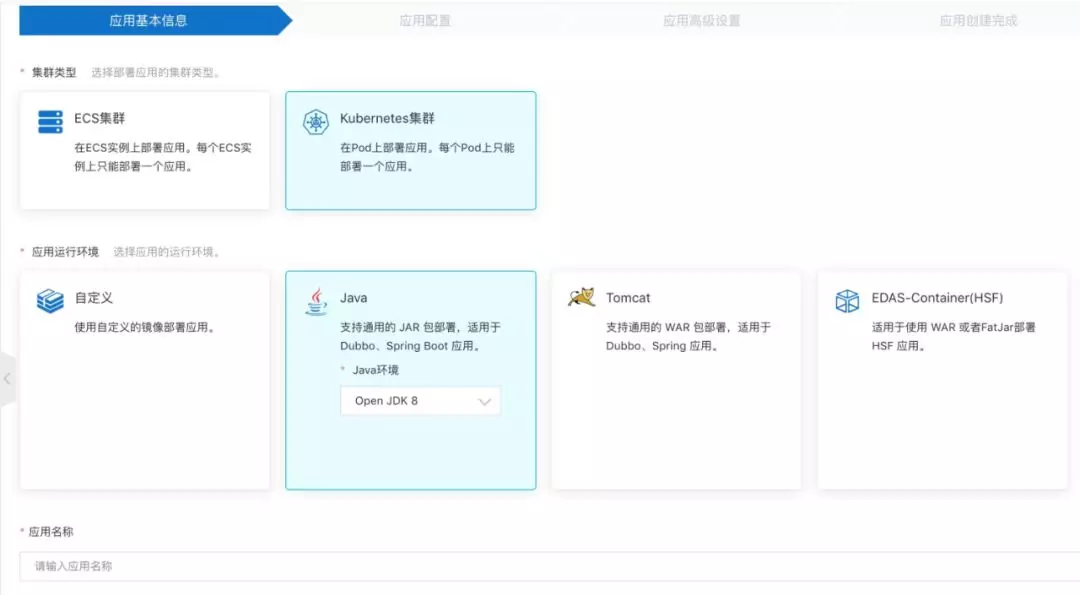 应用基本信息
应用配置
应用高级设置
应用创建完成
* 集群类型 选择部署应用的集群类型。
ECS集群
在ECS实例上部署应用。每个ECS实
例上只能部署一个应用。
Kubernetes集群
在Pod上部署应用。每个Pod上只能
部署一个应用。
* 应用运行环境 选择应用的运行环境。
自定义
使用自定义的镜像部署应用。
Java
支持通用的 JAR 包部署，适用于
Dubbo、Spring Boot 应用。
* Java环境
Open JDK 8
Tomcat
支持通用的 WAR 包部署，适用于
Dubbo、Spring 应用。
EDAS-Container(HSF)
适用于使用 WAR 或者FatJar部署
HSF 应用。
* 应用名称
请输入应用名称